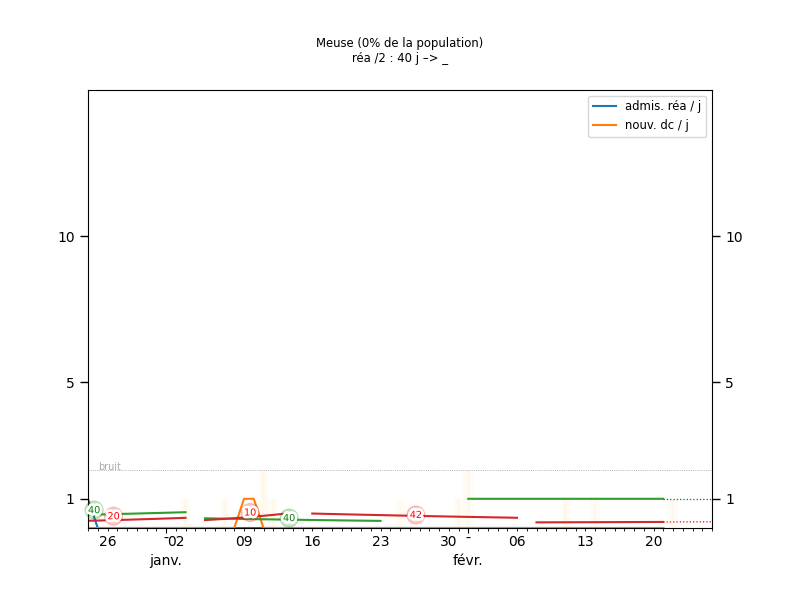 Meuse (0% de la population)
réa /2 : 40 j –> _
admis. réa / j
nouv. dc / j
10 10
5 5
bruit
1 1
40 20 10 40 42
26 02 09 16 23 30 06 13 20
janv. févr.